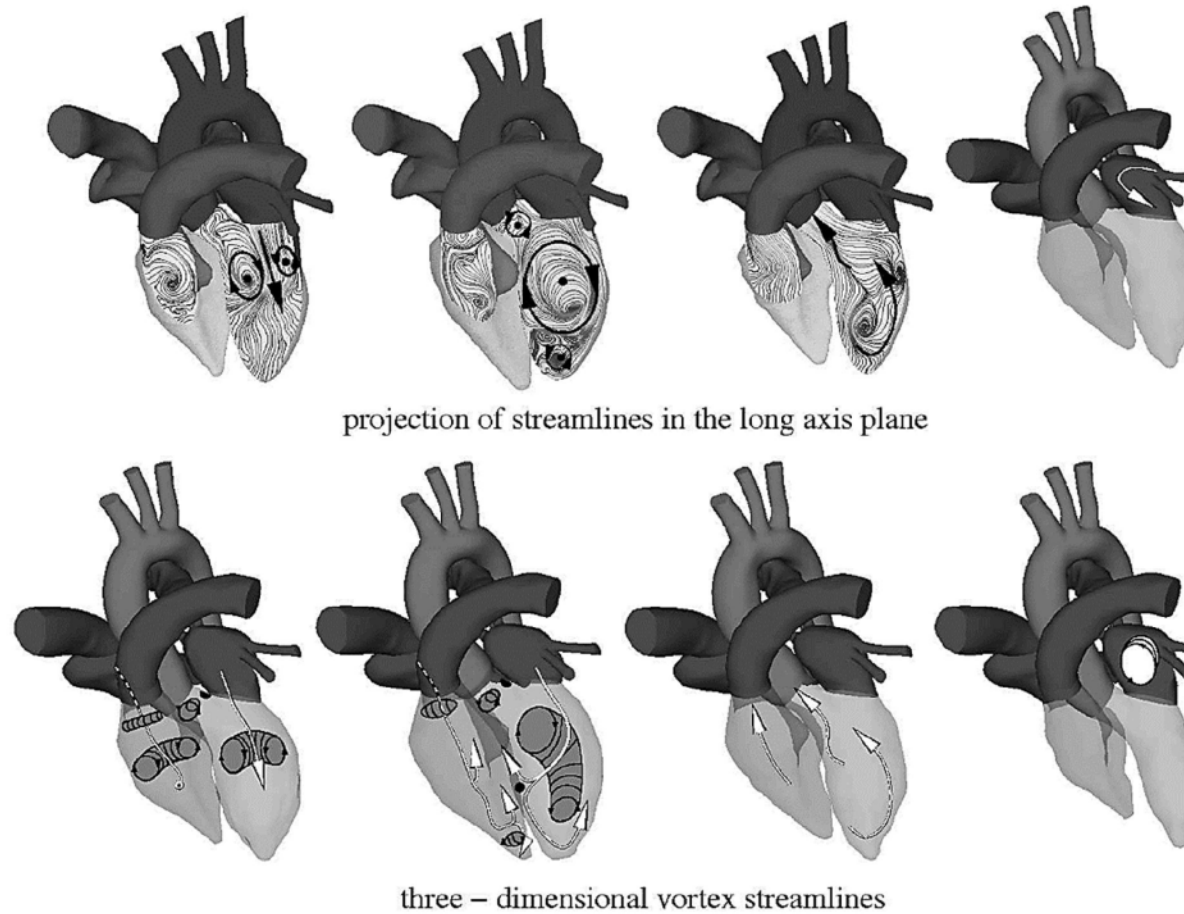 projection of streamlines in the long axis plane
three – dimensional vortex streamlines